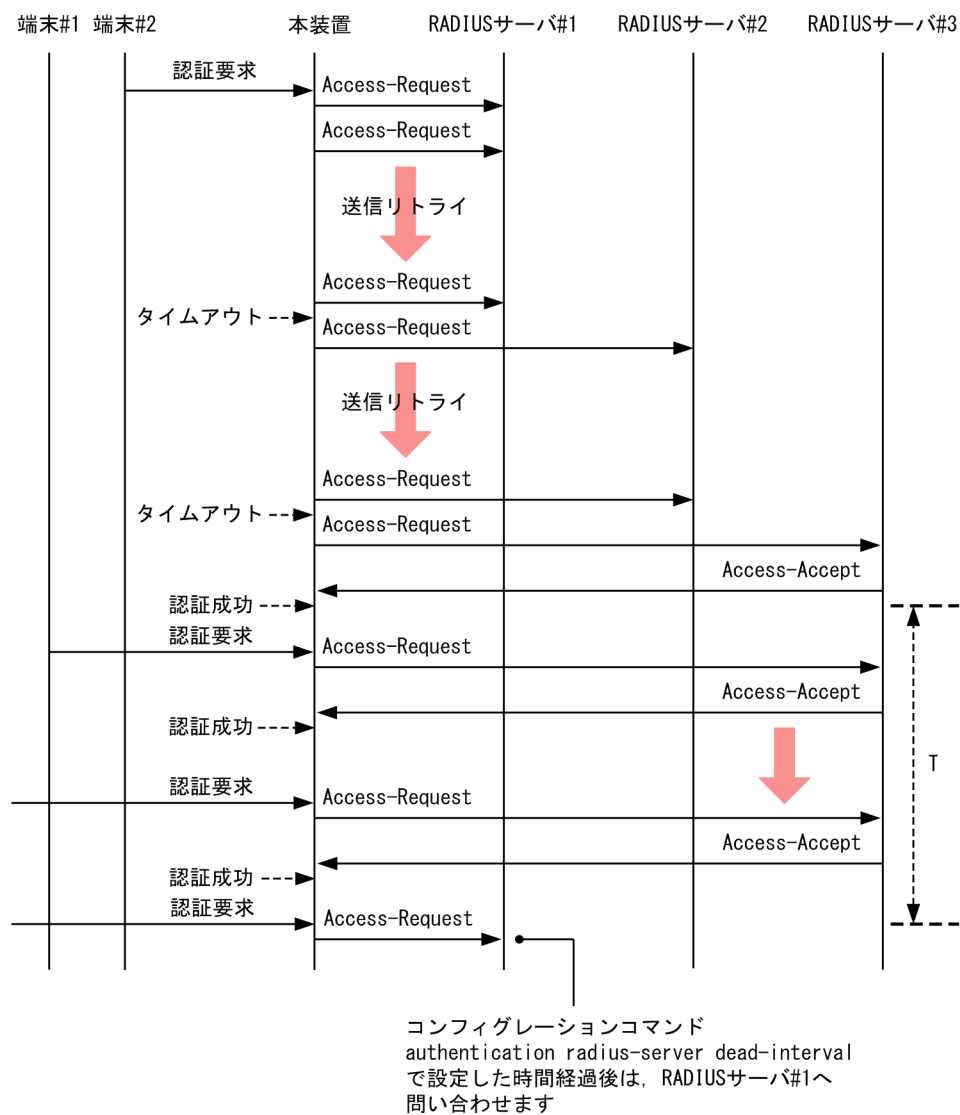 端末#1 端末#2 本装置 RADIUSサーバ#1 RADIUSサーバ#2 RADIUSサーバ#3
認証要求
Access-Request
Access-Request
送信リトライ
Access-Request
タイムアウト
Access-Request
送信リトライ
Access-Request
タイムアウト
Access-Request
Access-Accept
認証成功
認証要求
Access-Request
Access-Accept
認証成功
T
認証要求
Access-Request
Access-Accept
認証成功
認証要求
Access-Request
コンフィグレーションコマンド
authentication radius-server dead-interval
で設定した時間経過後は，RADIUSサーバ#1へ
問い合わせます